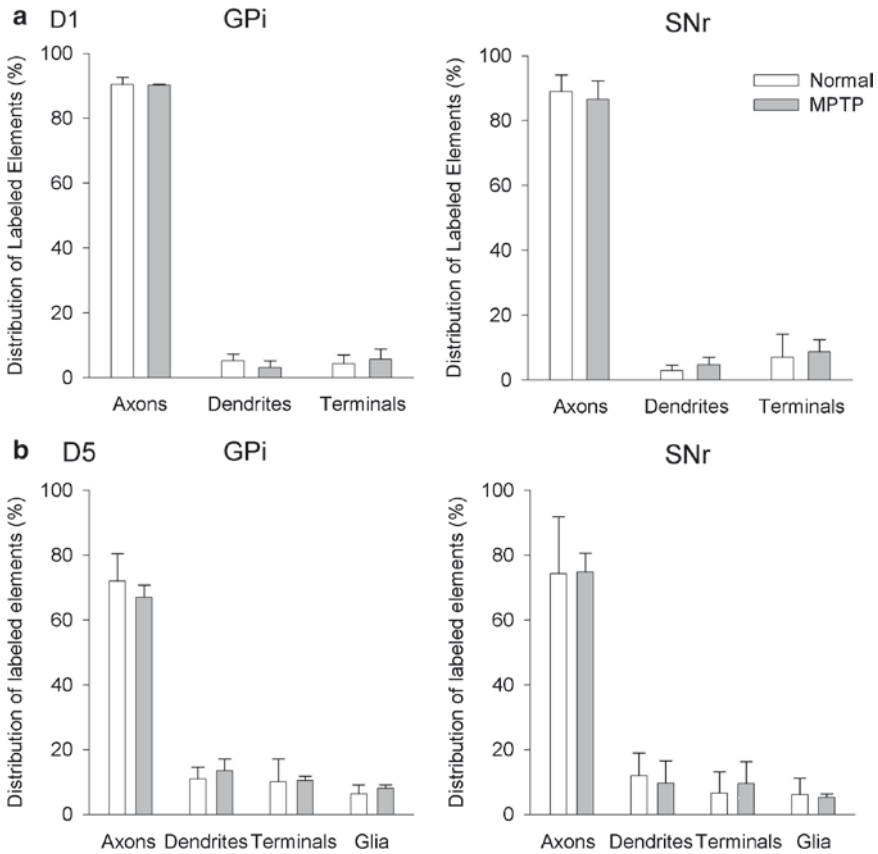 a D1 GPi
Distribution of Labeled Elements (%)
100
80
60
40
20
0
Axons Dendrites Terminals
SNr
Distribution of Labeled Elements (%)
100
80
60
40
20
0
Axons Dendrites Terminals
Normal
MPTP
b D5 GPi
Distribution of labeled elements (%)
100
80
60
40
20
0
Axons Dendrites Terminals Glia
SNr
Distribution of labeled elements (%)
100
80
60
40
20
0
Axons Dendrites Terminals Glia